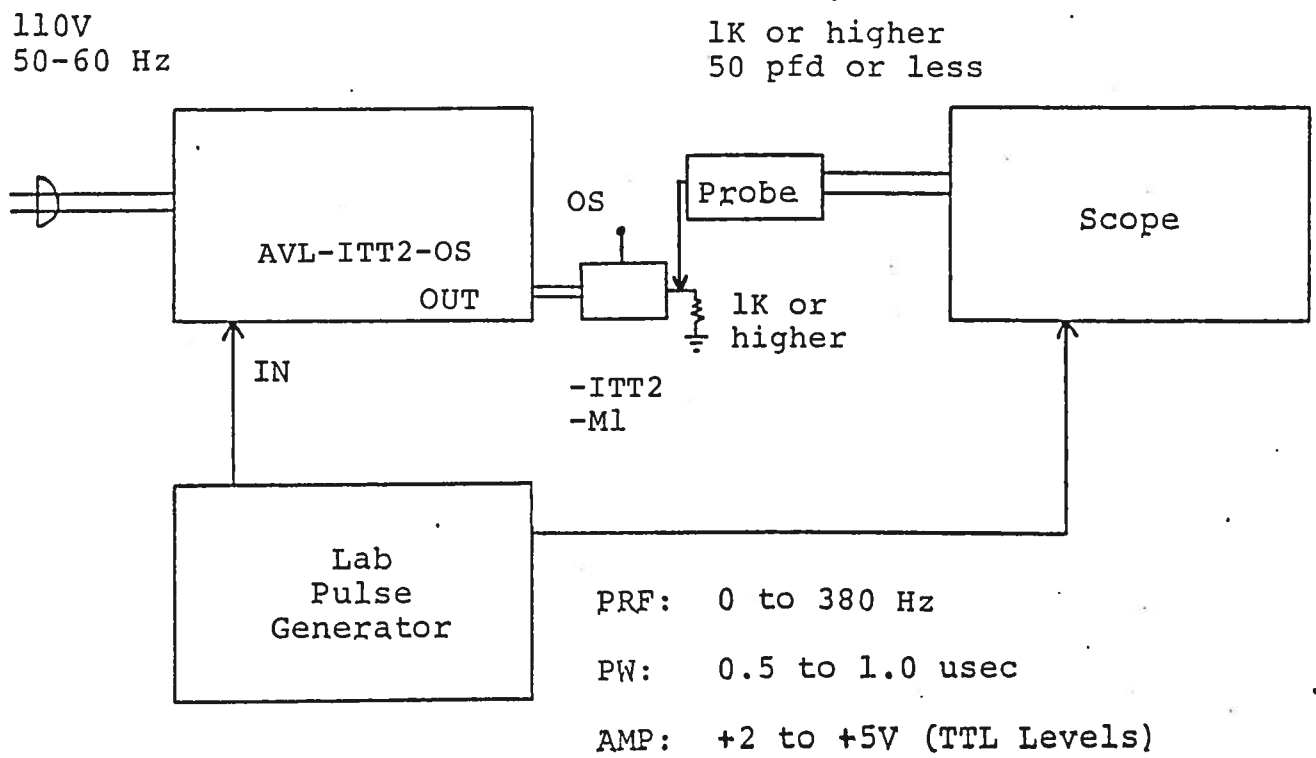 110V
50-60 Hz
1K or higher
50 pfd or less
AVL-ITT2-OS
OUT
OS
Probe
Scope
1K or
higher
IN
-ITT2
-M1
Lab
Pulse
Generator
PRF: 0 to 380 Hz
PW: 0.5 to 1.0 usec
AMP: +2 to +5V (TTL Levels)